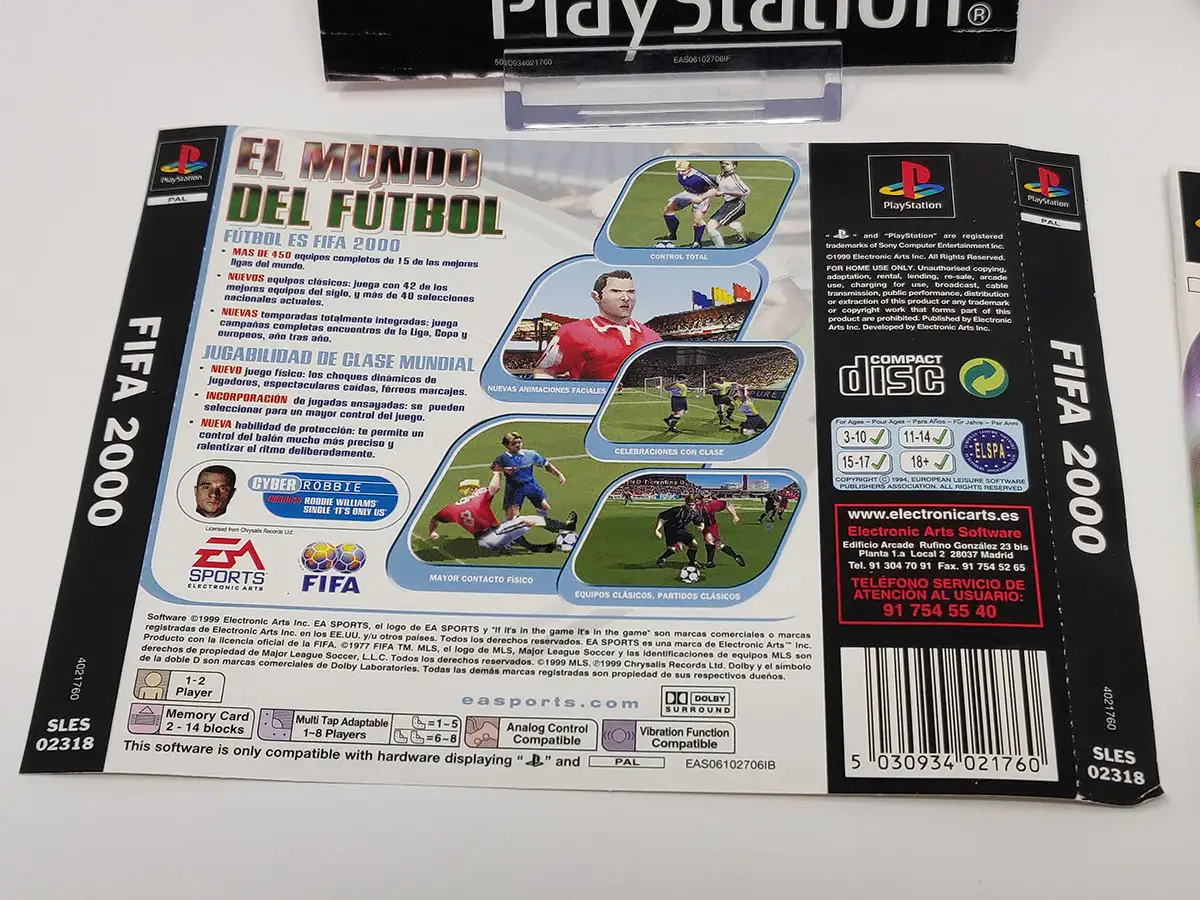 PlayStation®
5010934021760
EAS06102706IF
PlayStation
PAL
FIFA 2000
4021760
SLES
02318
EL MUNDO
DEL FÚTBOL
FÚTBOL ES FIFA 2000
• MAS DE 450 equipos completos de 15 de las mejores
ligas del mundo.
• NUEVOS equipos clásicos: juega con 42 de los
mejores equipos del siglo, y más de 40 selecciones
nacionales actuales.
• NUEVAS temporadas totalmente integradas: juega
campañas completas encuentros de la Liga, Copa y
europeos, año tras año.
JUGABILIDAD DE CLASE MUNDIAL
• NUEVO juego físico: los choques dinámicos de
jugadores, espectaculares caídas, férreos marcajes.
• INCORPORACIÓN de jugadas ensayadas: se pueden
seleccionar para un mayor control del juego.
• NUEVA habilidad de protección: te permite un
control del balón mucho más preciso y
ralentizar el ritmo deliberadamente.
CYBER ROBBIE
ROBBIE WILLIAMS'
SINGLE 'IT'S ONLY US'
Licensed from Chrysalis Records Ltd.
EA
SPORTS™
ELECTRONIC ARTS
FIFA
CONTROL TOTAL
NUEVAS ANIMACIONES FACIALES
CELEBRACIONES CON CLASE
MAYOR CONTACTO FÍSICO
EQUIPOS CLÁSICOS, PARTIDOS CLÁSICOS
Software ©1999 Electronic Arts Inc. EA SPORTS, el logo de EA SPORTS y "If it's in the game it's in the game" son marcas comerciales o marcas
registradas de Electronic Arts Inc. en los EE.UU. y/u otros países. Todos los derechos reservados. EA SPORTS es una marca de Electronic Arts™ Inc.
Producto con la licencia oficial de la FIFA. ©1977 FIFA TM. MLS, el logo de MLS, Major League Soccer y las identificaciones de equipos MLS son
derechos de propiedad de Major League Soccer, L.L.C. Todos los derechos reservados. ©1999 MLS. ℗1999 Chrysalis Records Ltd. Dolby y el símbolo
de la doble D son marcas comerciales de Dolby Laboratories. Todas las demás marcas registradas son propiedad de sus respectivos dueños.
1-2
Player
easports.com
DOLBY
SURROUND
Memory Card
2 - 14 blocks
Multi Tap Adaptable
1-8 Players
=1-5
=6-8
Analog Control
Compatible
Vibration Function
Compatible
This software is only compatible with hardware displaying " " and PAL
EAS06102706IB
PlayStation
" " and "PlayStation" are registered
trademarks of Sony Computer Entertainment Inc.
©1999 Electronic Arts Inc. All Rights Reserved.
FOR HOME USE ONLY. Unauthorised copying,
adaptation, rental, lending, re-sale, arcade
use, charging for use, broadcast, cable
transmission, public performance, distribution
or extraction of this product or any trademark
or copyright work that forms part of this
product are prohibited. Published by Electronic
Arts Inc. Developed by Electronic Arts Inc.
COMPACT
disc
For Ages - Pour Ages - Para Años - Für Jahre - Per Anni
3-10
11-14
15-17
18+
ELSPA
COPYRIGHT © 1994, EUROPEAN LEISURE SOFTWARE
PUBLISHERS ASSOCIATION. ALL RIGHTS RESERVED
www.electronicarts.es
Electronic Arts Software
Edificio Arcade Rufino González 23 bis
Planta 1.a Local 2 28037 Madrid
Tel. 91 304 70 91 Fax. 91 754 52 65
TELÉFONO SERVICIO DE
ATENCIÓN AL USUARIO:
91 754 55 40
5 030934 021760
PlayStation
PAL
FIFA 2000
4021760
SLES
02318